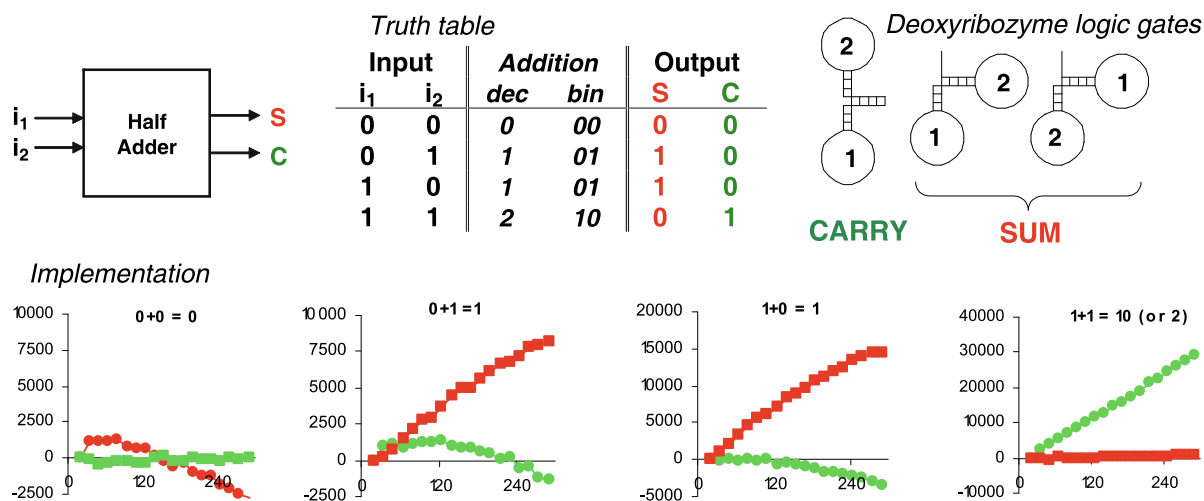 Truth table
Deoxyribozyme logic gates
i1
i2
Half
Adder
S
C
Input Addition Output
i1 i2 dec bin S C
0 0 0 00 0 0
0 1 1 01 1 0
1 0 1 01 1 0
1 1 2 10 0 1
2
1
2
1
1
2
CARRY
SUM
Implementation
0+0 = 0
10000
7500
5000
2500
0
-2500
0 120 240
0+1=1
10000
7500
5000
2500
0
-2500
0 120 240
1+0 = 1
20000
15000
10000
5000
0
-5000
0 120 240
1+1 = 10 (or 2)
40000
30000
20000
10000
0
-10000
0 120 240